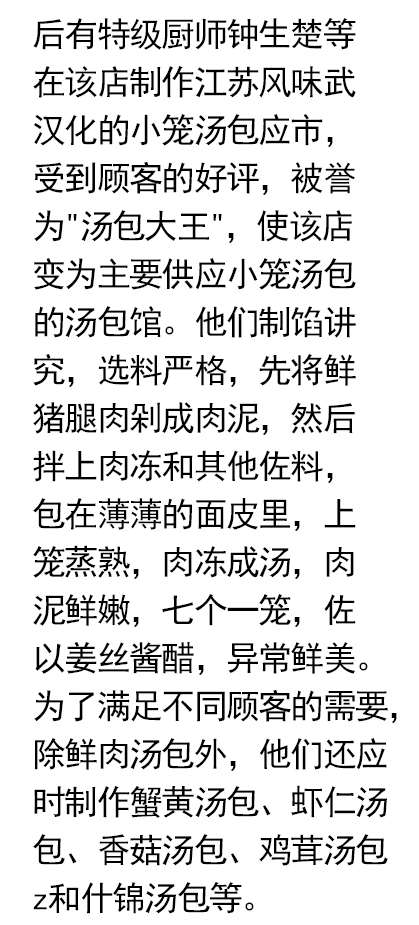 后有特级厨师钟生楚等
在该店制作江苏风味武
汉化的小笼汤包应市，
受到顾客的好评，被誉
为"汤包大王"，使该店
变为主要供应小笼汤包
的汤包馆。他们制馅讲
究，选料严格，先将鲜
猪腿肉剁成肉泥，然后
拌上肉冻和其他佐料，
包在薄薄的面皮里，上
笼蒸熟，肉冻成汤，肉
泥鲜嫩，七个一笼，佐
以姜丝酱醋，异常鲜美。
为了满足不同顾客的需要，
除鲜肉汤包外，他们还应
时制作蟹黄汤包、虾仁汤
包、香菇汤包、鸡茸汤包
z和什锦汤包等。